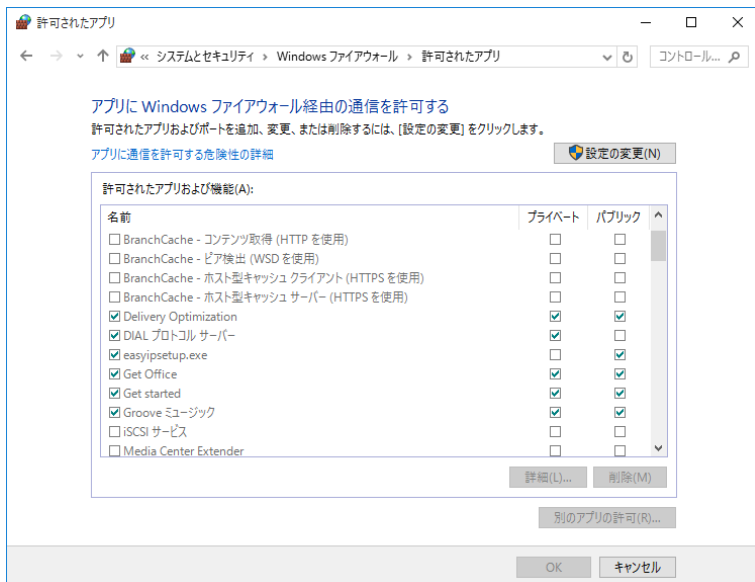 許可されたアプリ
« システムとセキュリティ › Windows ファイアウォール › 許可されたアプリ
コントロール...
アプリに Windows ファイアウォール経由の通信を許可する
許可されたアプリおよびポートを追加、変更、または削除するには、[設定の変更] をクリックします。
アプリに通信を許可する危険性の詳細
設定の変更(N)
許可されたアプリおよび機能(A):
名前 プライベート パブリック
BranchCache - コンテンツ取得 (HTTP を使用)
BranchCache - ピア検出 (WSD を使用)
BranchCache - ホスト型キャッシュ クライアント (HTTPS を使用)
BranchCache - ホスト型キャッシュ サーバー (HTTPS を使用)
Delivery Optimization
DIAL プロトコル サーバー
easyipsetup.exe
Get Office
Get started
Groove ミュージック
iSCSI サービス
Media Center Extender
詳細(L)... 削除(M)
別のアプリの許可(R)...
OK キャンセル